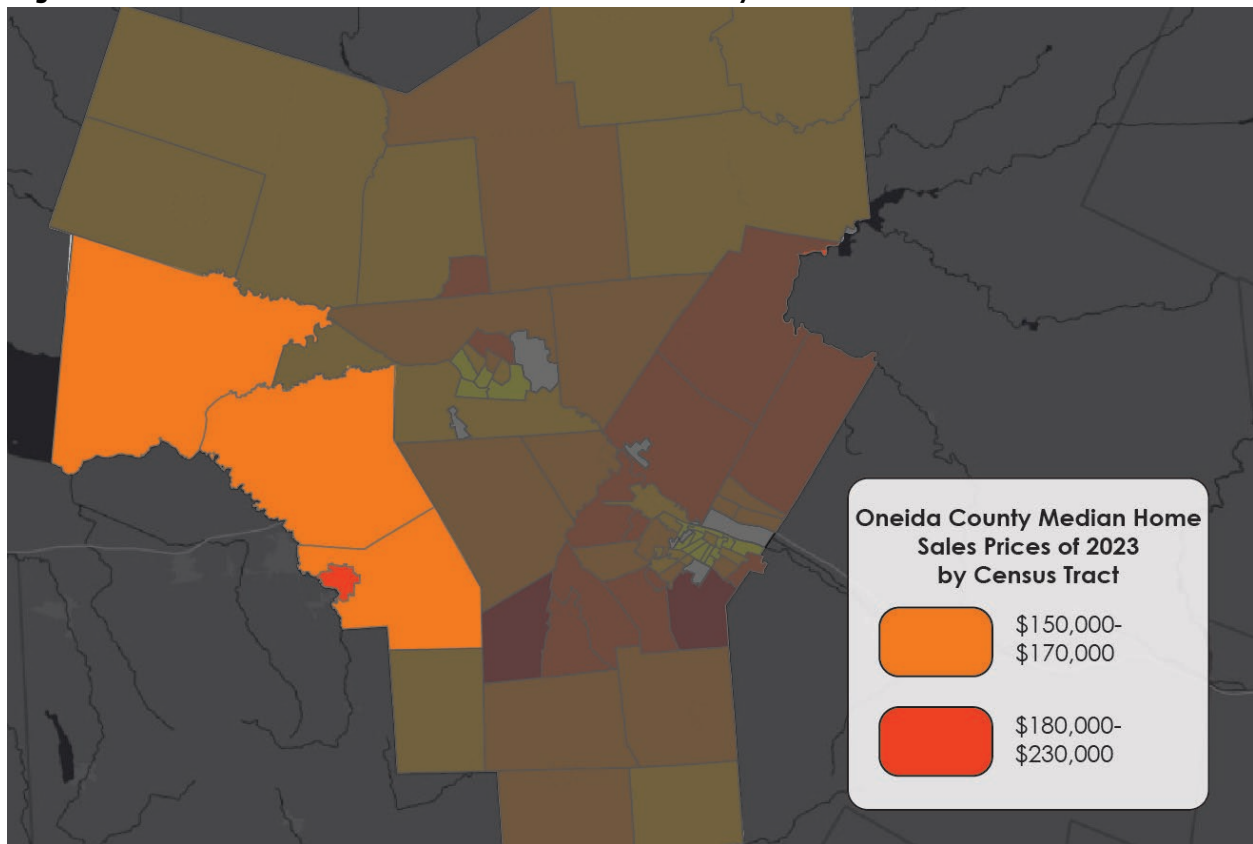 Oneida County Median Home
Sales Prices of 2023
by Census Tract
$150,000-
$170,000
$180,000-
$230,000